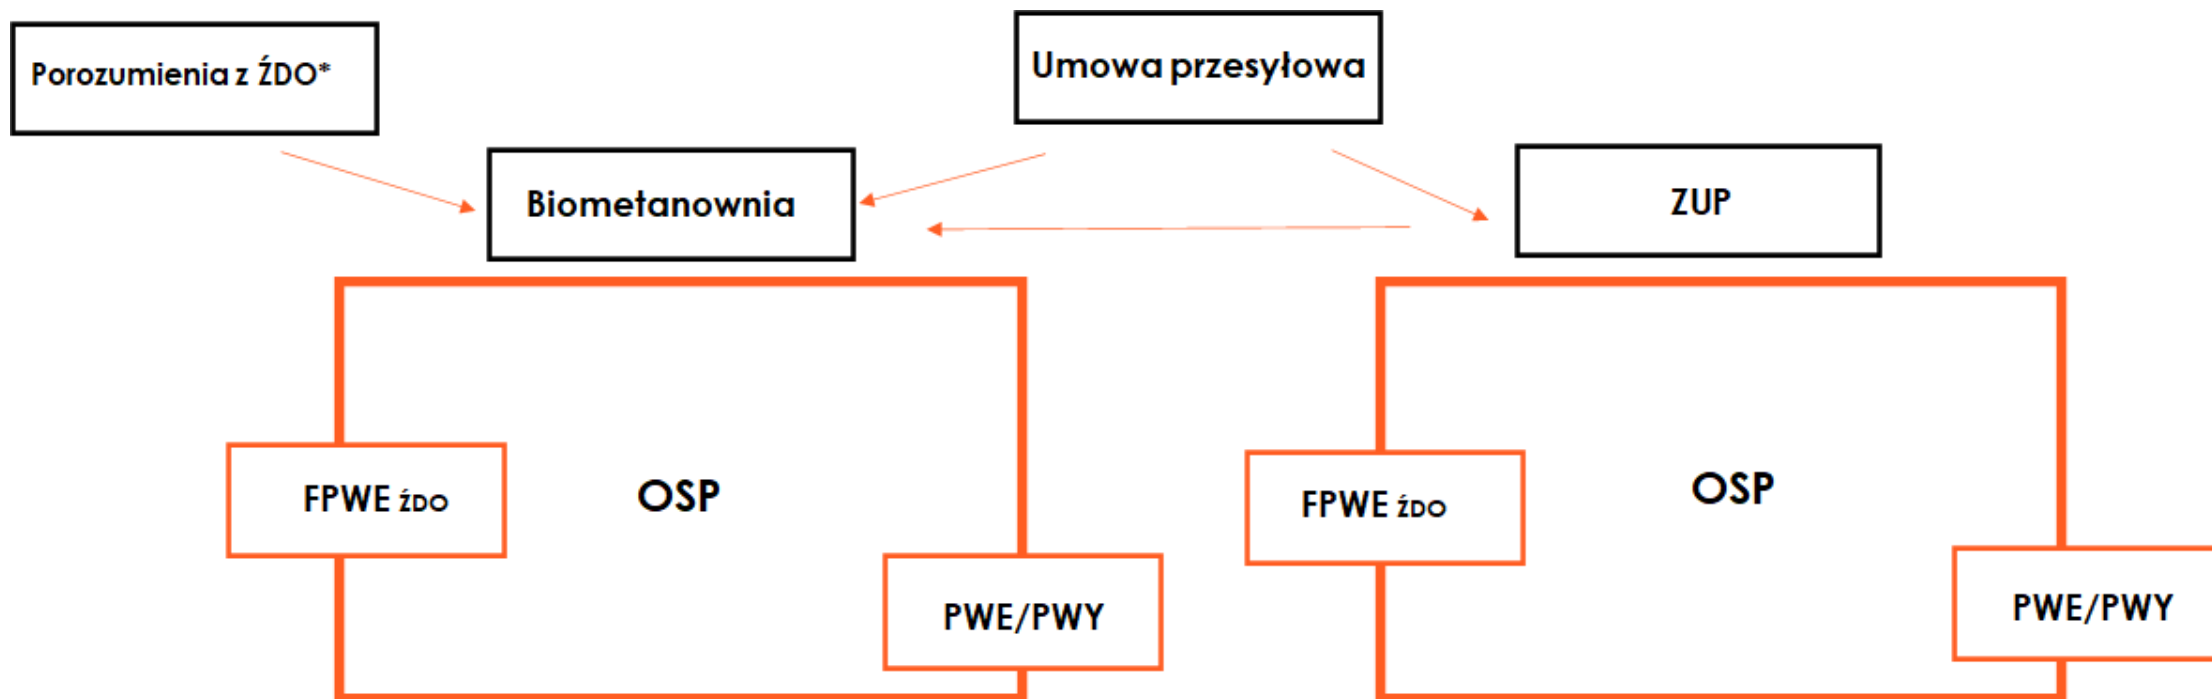 Porozumienia z ŹDO*
Umowa przesyłowa
Biometanownia
ZUP
FPWE źDO
OSP
PWE/PWY
FPWE źDO
OSP
PWE/PWY